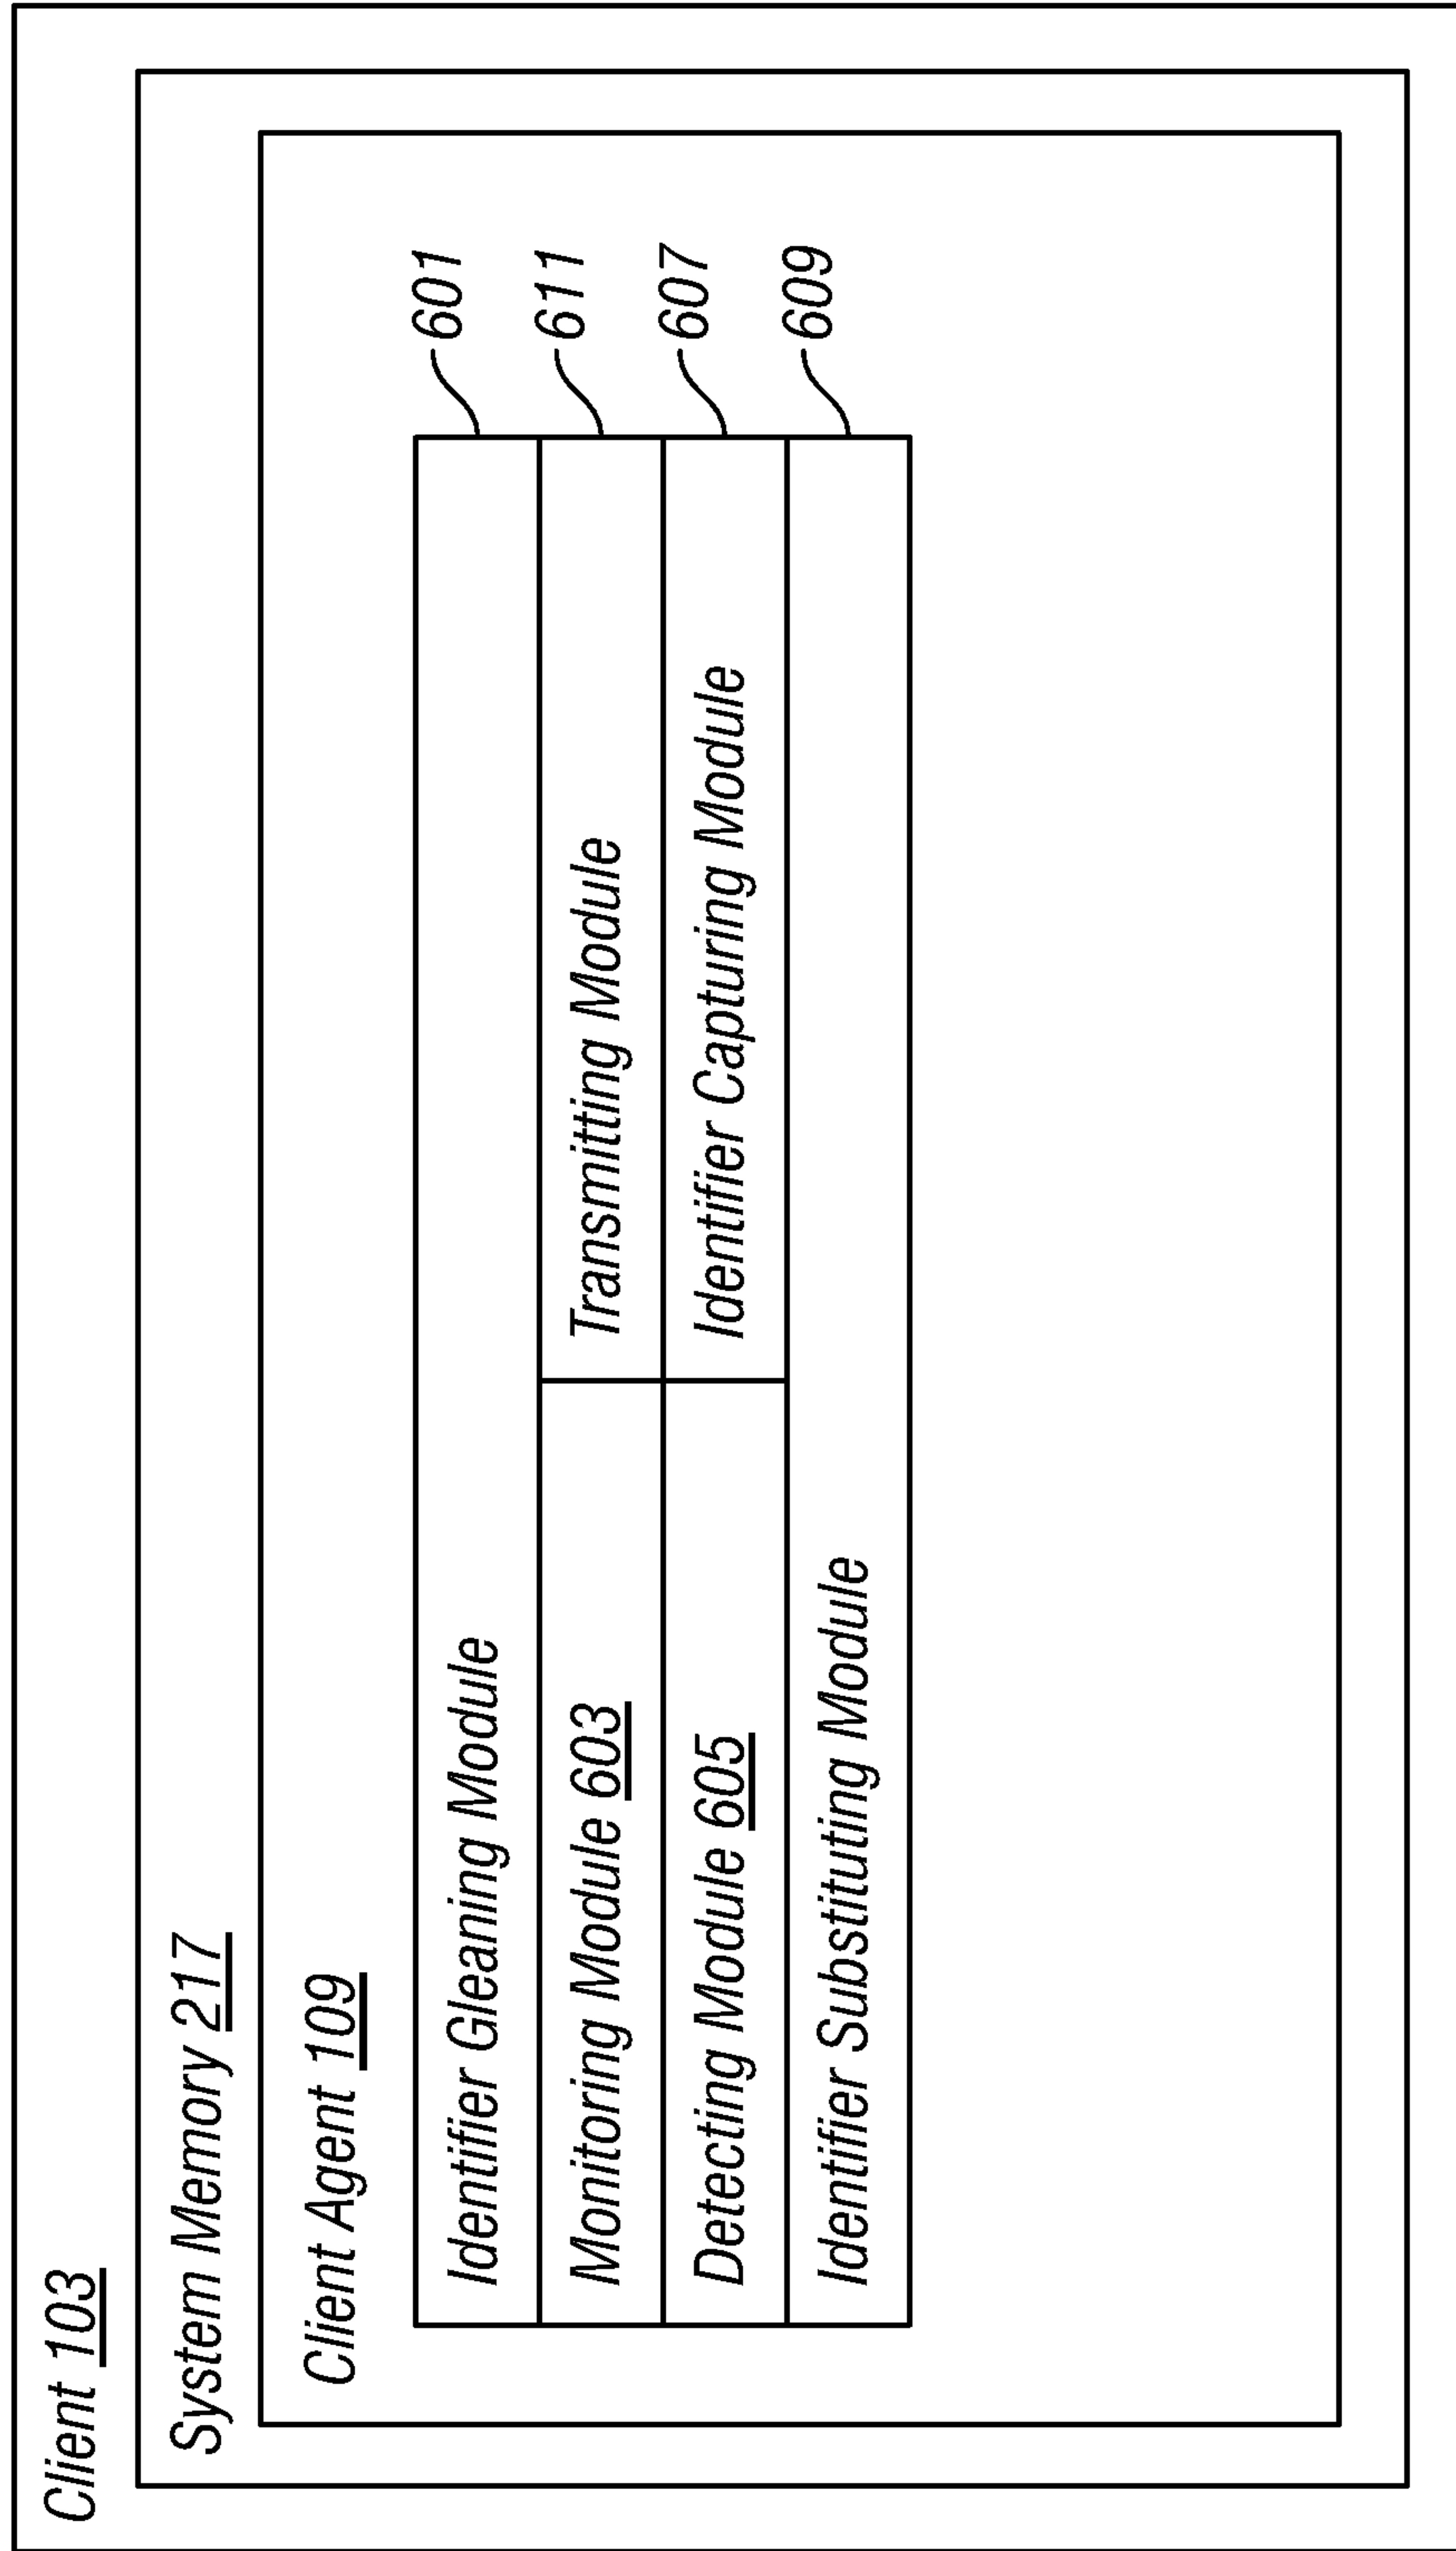 Client 103
System Memory 217
Client Agent 109
Identifier Gleaning Module 601
Monitoring Module 603 Transmitting Module 611
Detecting Module 605 Identifier Capturing Module 607
Identifier Substituting Module 609